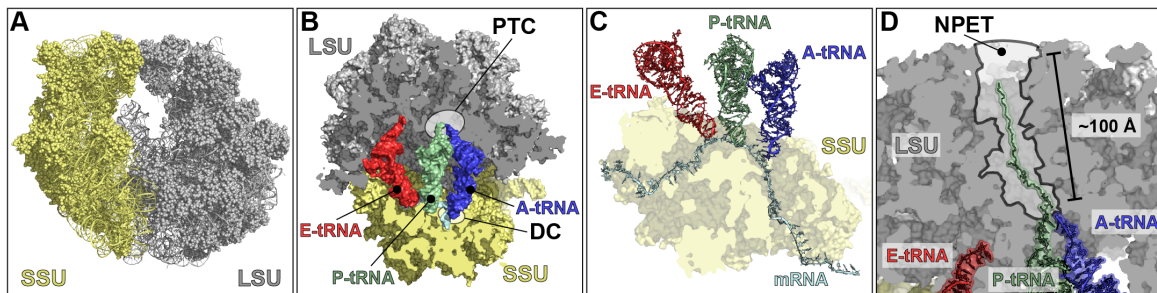 A
SSU
LSU
B
LSU
PTC
E-tRNA
P-tRNA
A-tRNA
DC
SSU
C
P-tRNA
A-tRNA
E-tRNA
SSU
mRNA
D
NPET
~100 Å
LSU
A-tRNA
E-tRNA
P-tRNA